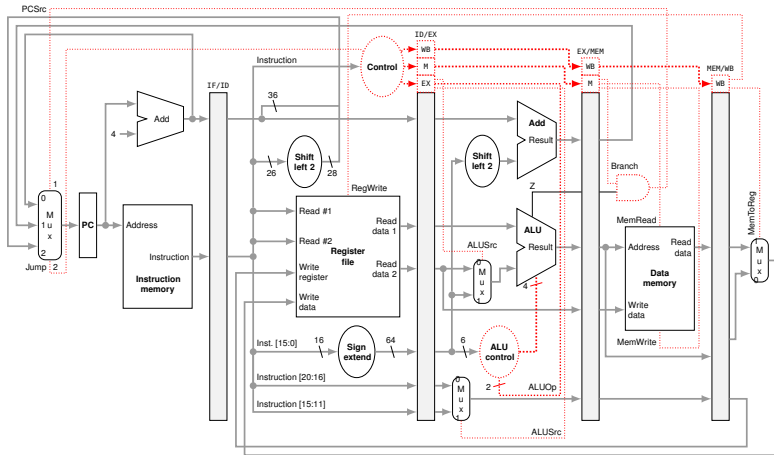 PCSrc
ID/EX
WB
EX/MEM
Instruction
Control
M
WB
MEM/WB
IF/ID
EX
M
WB
36
4
Add
Add
Result
Shift
left 2
Shift
left 2
26
28
Branch
1
RegWrite
Z
0
M
1 u
x
2
PC
Address
Instruction
Instruction
memory
Jump
2
Read #1
Read #2
Register
file
Write
register
Write
data
Read
data 1
Read
data 2
ALUSrc
0
M
u
x
1
ALU
Result
4
MemRead
Address
Read
data
Data
memory
Write
data
MemWrite
MemToReg
1
M
u
x
0
Inst. [15:0]
16
Sign
extend
64
6
ALU
control
2
ALUOp
Instruction [20:16]
Instruction [15:11]
0
M
u
x
1
ALUSrc